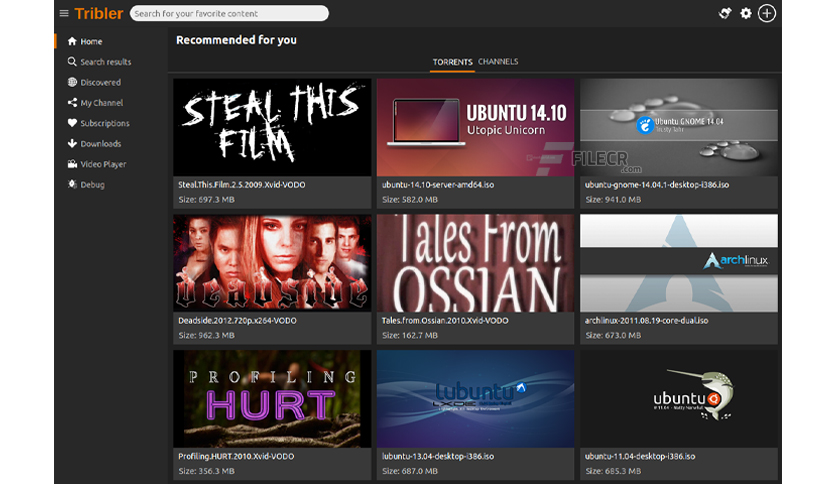 Tribler
Search for your favorite content
Home
Search results
Discovered
My Channel
Subscriptions
Downloads
Video Player
Debug
Recommended for you
TORRENTS CHANNELS
STEAL THIS
FILM
Steal.This.Film.2.5.2009.Xvid-VODO
Size: 697.3 MB
UBUNTU 14.10
Utopic Unicorn
ubuntu-14.10-server-amd64.iso
Size: 582.0 MB
Ubuntu GNOME 14.04
Trusty Tahr
FILECR
.com
ubuntu-gnome-14.04.1-desktop-i386.iso
Size: 941.0 MB
Deadside
Deadside.2012.720p.x264-VODO
Size: 962.3 MB
Tales From
OSSIAN
Tales.from.Ossian.2010.Xvid-VODO
Size: 162.7 MB
archlinux
archlinux-2011.08.19-core-dual.iso
Size: 673.0 MB
PROFILING
HURT
Profiling.HURT.2010.Xvid-VODO
Size: 356.3 MB
lubuntu
lubuntu-13.04-desktop-i386.iso
Size: 687.0 MB
ubuntu
ubuntu-11.04-desktop-i386.iso
Size: 685.3 MB